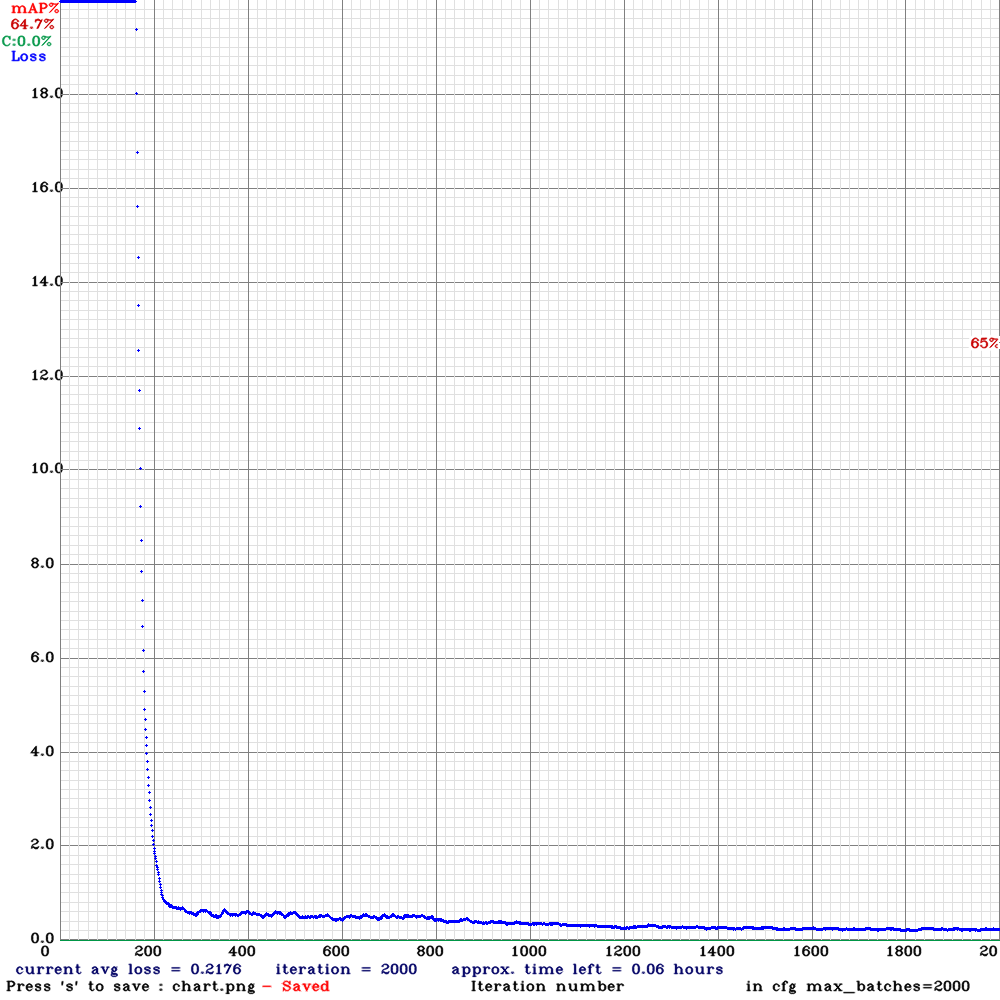 mAP%
64.7%
C:0.0%
Loss
18.0
16.0
14.0
65%
12.0
10.0
8.0
6.0
4.0
2.0
0.0
0 200 400 600 800 1000 1200 1400 1600 1800 20
current avg loss = 0.2176 iteration = 2000 approx. time left = 0.06 hours
Press 's' to save : chart.png - Saved Iteration number in cfg max_batches=2000